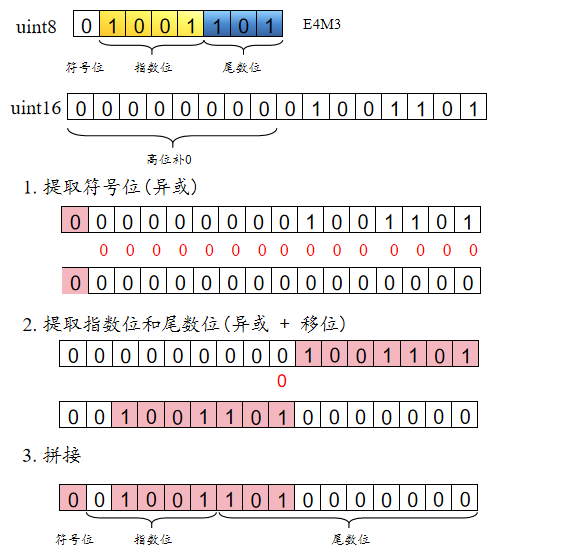 uint8 0 1 0 0 1 1 0 1 E4M3
符号位 指数位 尾数位
uint16 0 0 0 0 0 0 0 0 0 1 0 0 1 1 0 1
高位补0
1. 提取符号位(异或)
0 0 0 0 0 0 0 0 0 1 0 0 1 1 0 1
0 0 0 0 0 0 0 0 0 0 0 0 0 0 0
0 0 0 0 0 0 0 0 0 0 0 0 0 0 0 0
2. 提取指数位和尾数位(异或 + 移位)
0 0 0 0 0 0 0 0 0 1 0 0 1 1 0 1
0
0 0 1 0 0 1 1 0 1 0 0 0 0 0 0 0
3. 拼接
0 0 1 0 0 1 1 0 1 0 0 0 0 0 0 0
符号位 指数位 尾数位